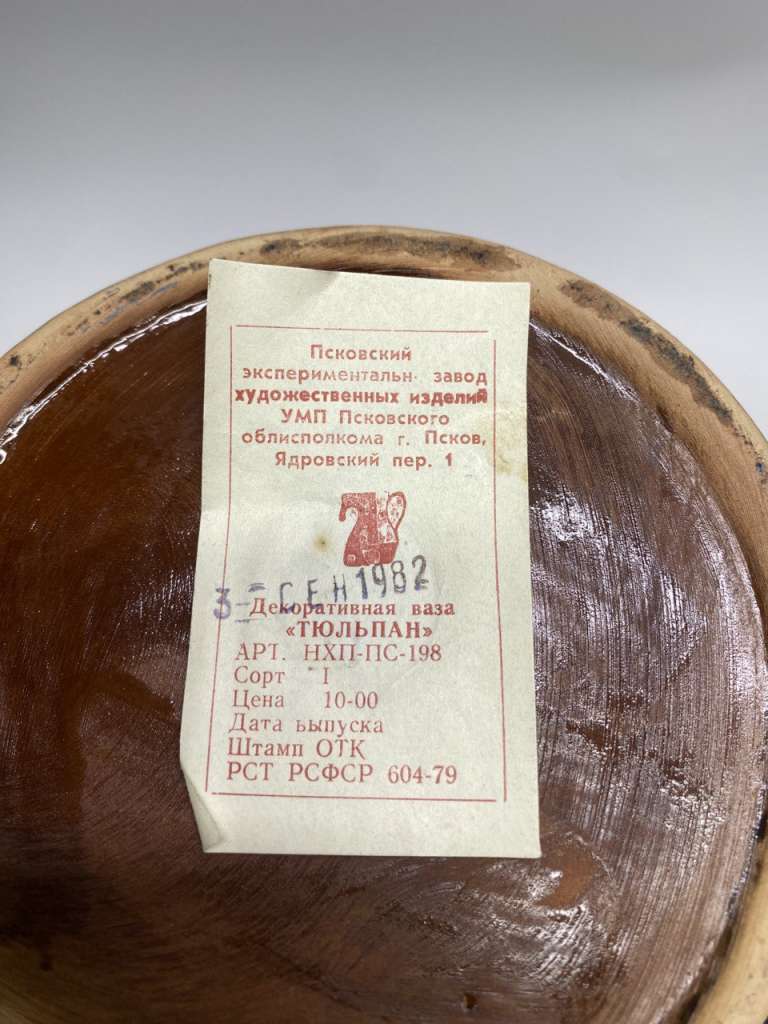 Псковский
экспериментальн. завод
художественных изделий
УМП Псковского
облисполкома г. Псков,
Ядровский пер. 1
3 - СЕН 1982
Декоративная ваза
«ТЮЛЬПАН»
АРТ. НХП-ПС-198
Сорт I
Цена 10-00
Дата выпуска
Штамп ОТК
РСТ РСФСР 604-79